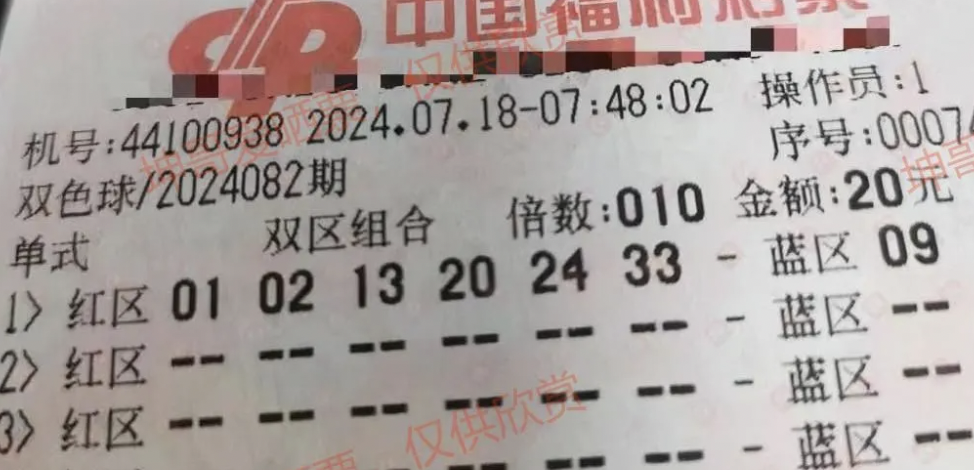 中国福利彩票
机号:44100938 2024.07.18-07:48:02 操作员:1
双色球/2024082期 序号:0007
单式 双区组合 倍数:010 金额:20元
1> 红区 01 02 13 20 24 33 - 蓝区 09
2> 红区 -- -- -- -- -- -- - 蓝区 --
3> 红区 -- -- -- -- -- -- - 蓝区 --
仅供欣赏
仅供欣赏